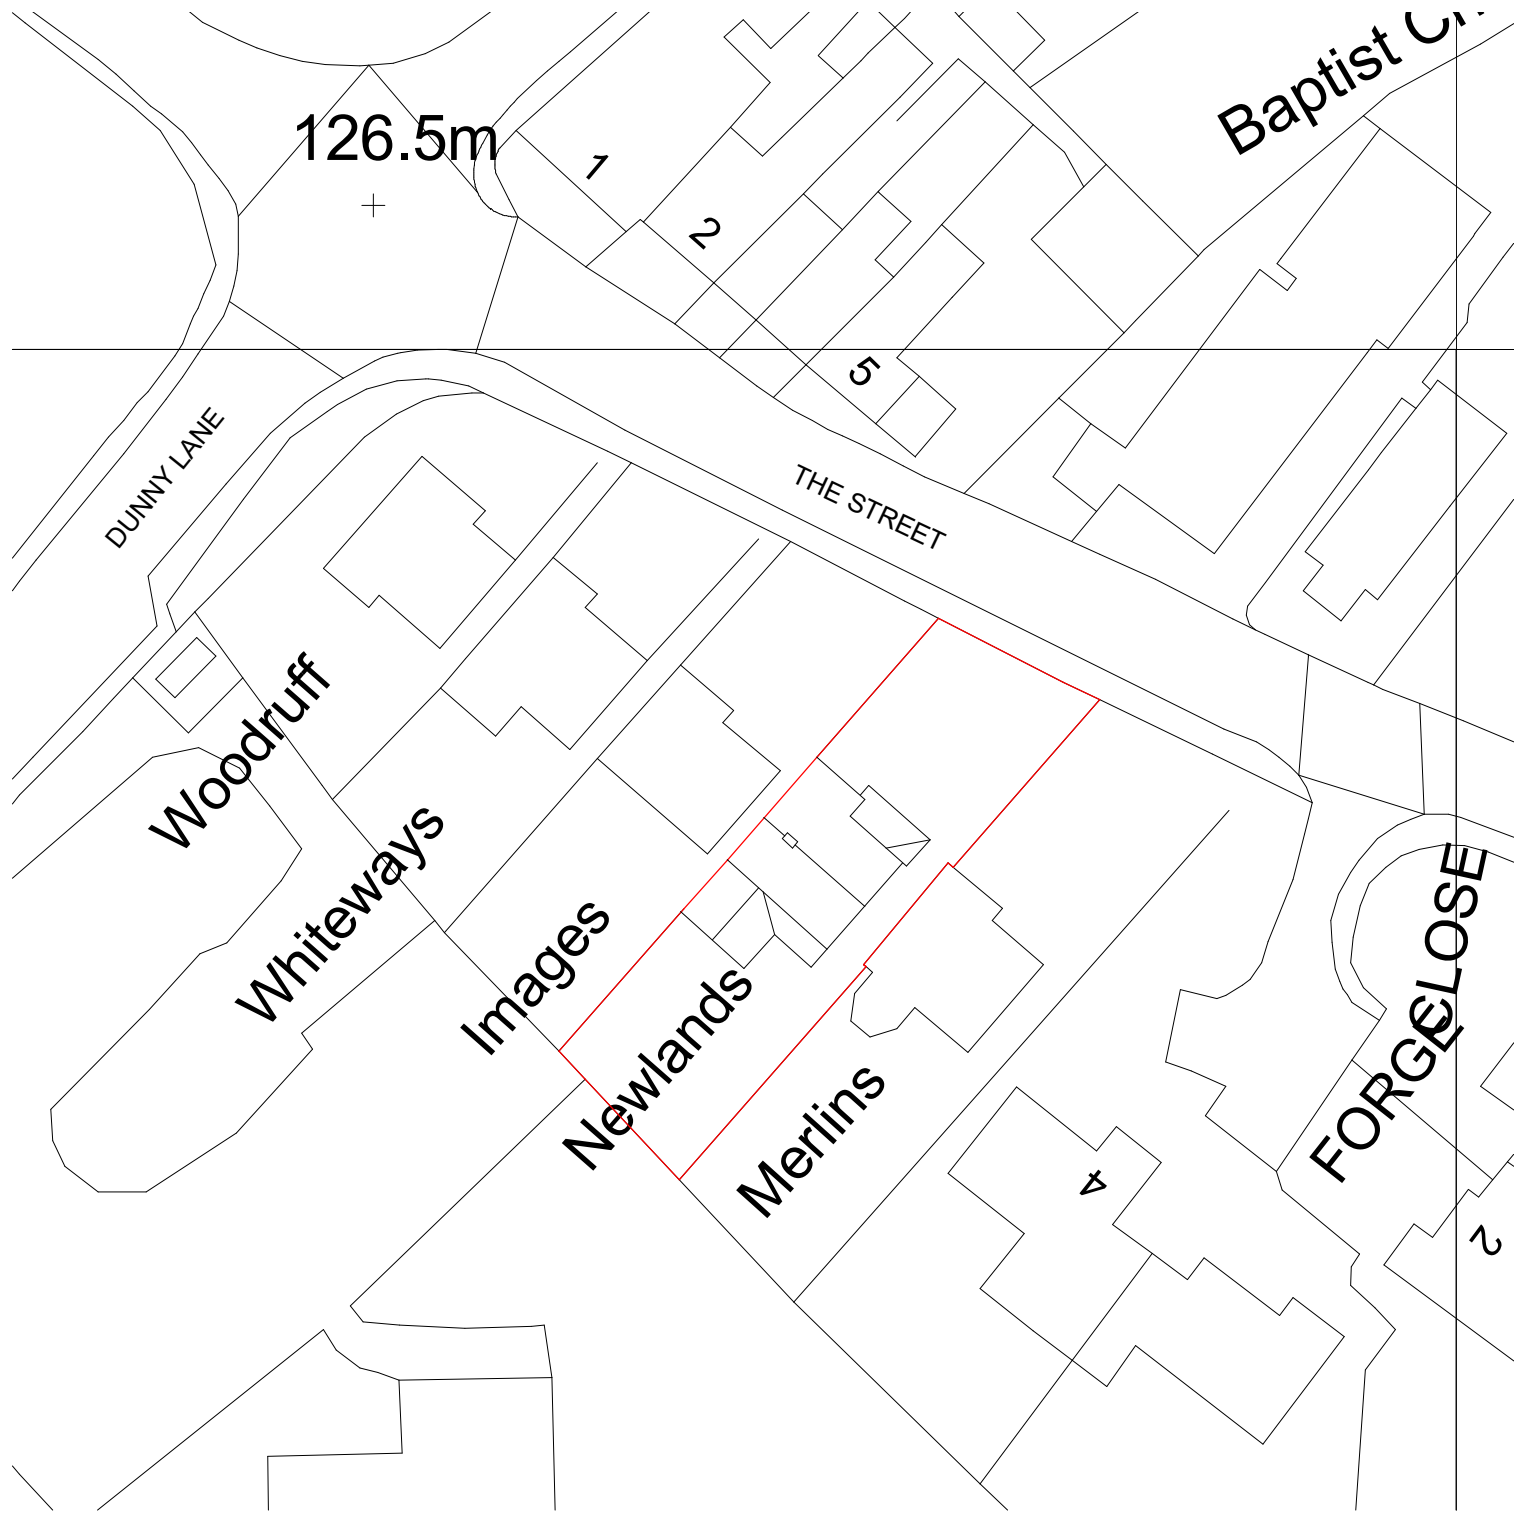 Baptist
126.5m
1
2
5
DUNNY LANE
THE STREET
Woodruff
Whiteways
Images
Newlands
Merlins
FORGE CLOSE
4
2